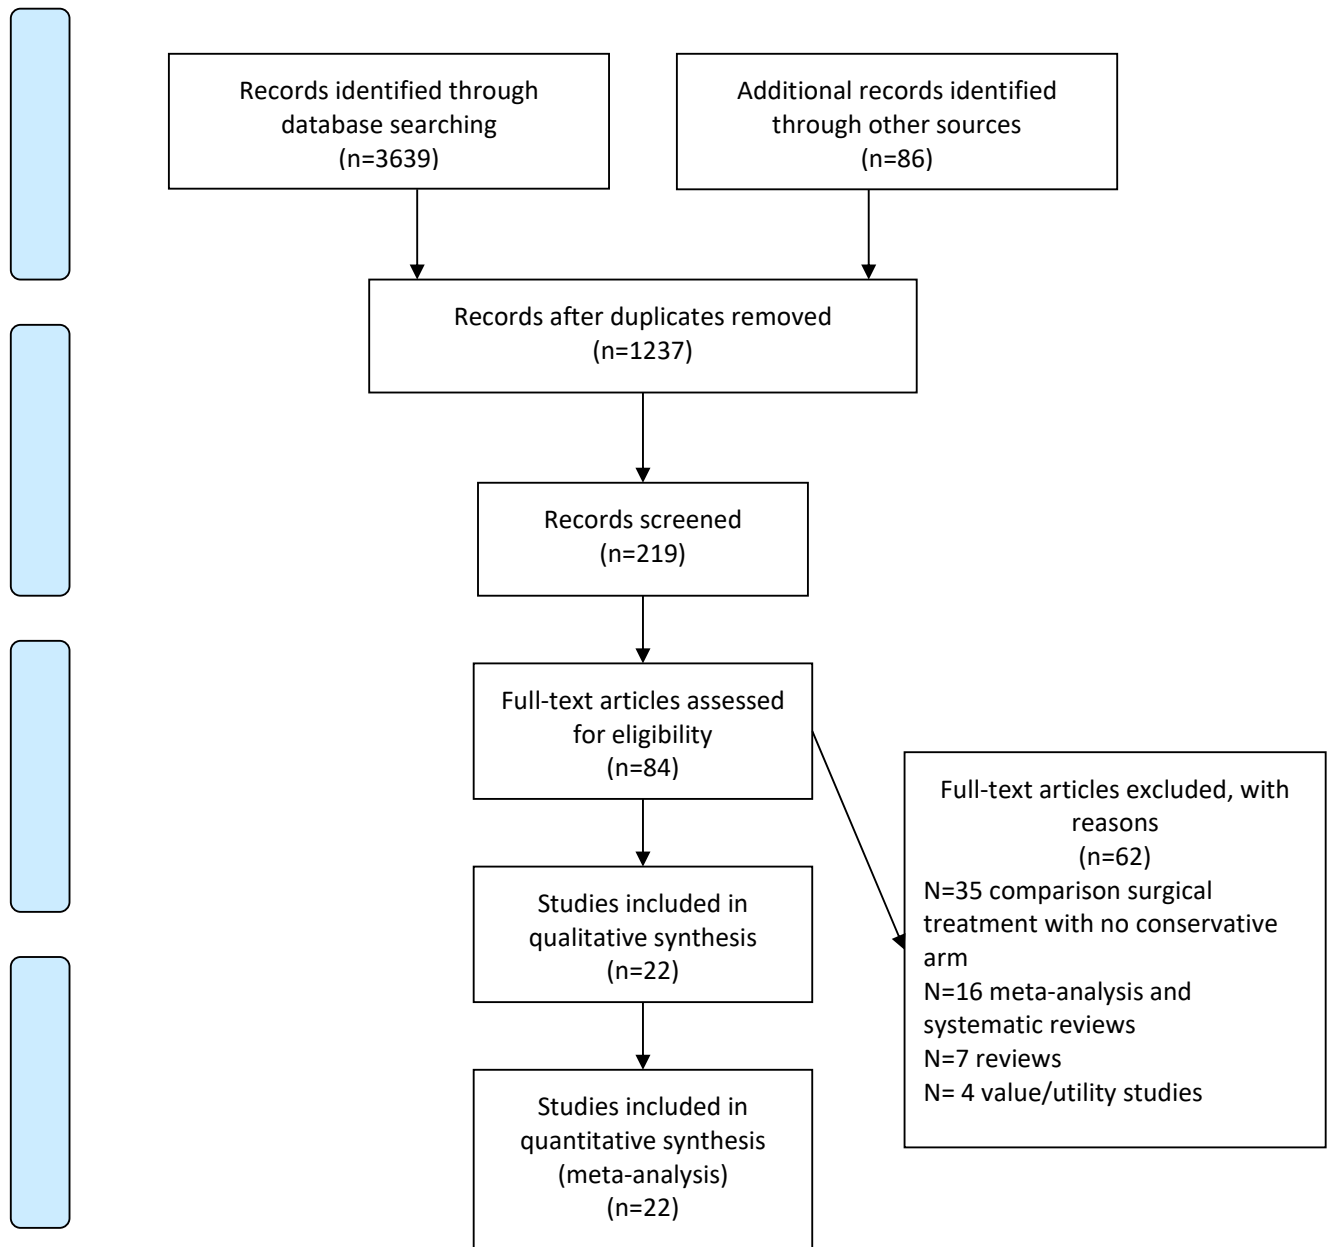 Records identified through
database searching
(n=3639)
Additional records identified
through other sources
(n=86)
Records after duplicates removed
(n=1237)
Records screened
(n=219)
Full-text articles assessed
for eligibility
(n=84)
Full-text articles excluded, with
reasons
(n=62)
N=35 comparison surgical
treatment with no conservative
arm
N=16 meta-analysis and
systematic reviews
N=7 reviews
N= 4 value/utility studies
Studies included in
qualitative synthesis
(n=22)
Studies included in
quantitative synthesis
(meta-analysis)
(n=22)